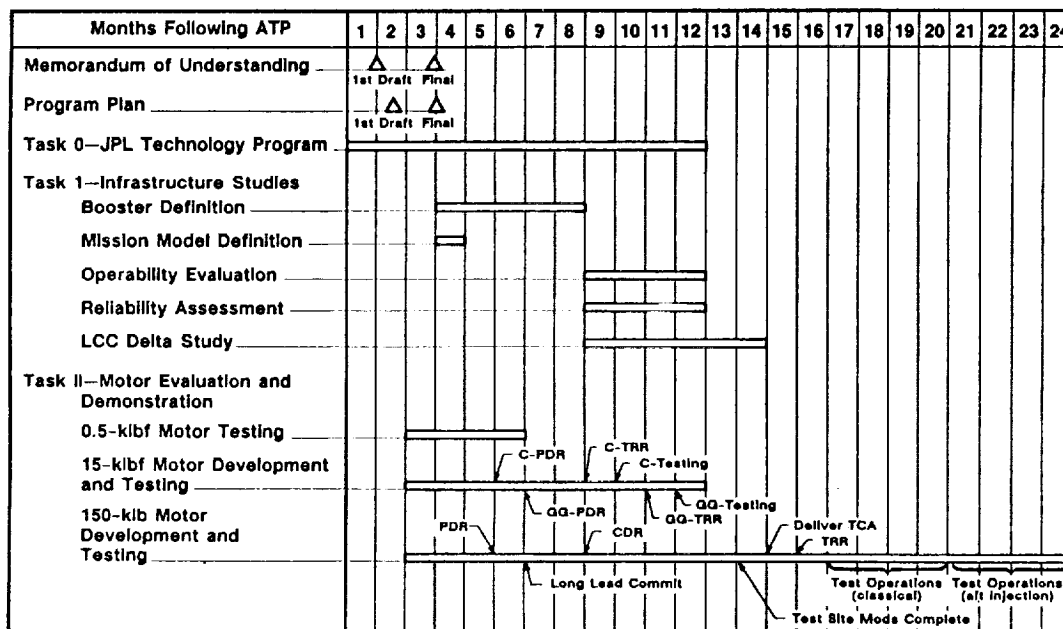 Months Following ATP 1 2 3 4 5 6 7 8 9 10 11 12 13 14 15 16 17 18 19 20 21 22 23 24
Memorandum of Understanding
1st Draft Final
Program Plan
1st Draft Final
Task 0—JPL Technology Program
Task 1—Infrastructure Studies
Booster Definition
Mission Model Definition
Operability Evaluation
Reliability Assessment
LCC Delta Study
Task II—Motor Evaluation and
Demonstration
0.5-klbf Motor Testing
C-PDR C-TRR
15-klbf Motor Development
C-Testing
and Testing
GG-PDR GG-TRR GG-Testing
150-klb Motor
Development and
Testing
PDR CDR Deliver TCA
TRR
Long Lead Commit
Test Operations
(classical)
Test Operations
(alt injection)
Test Site Mods Complete